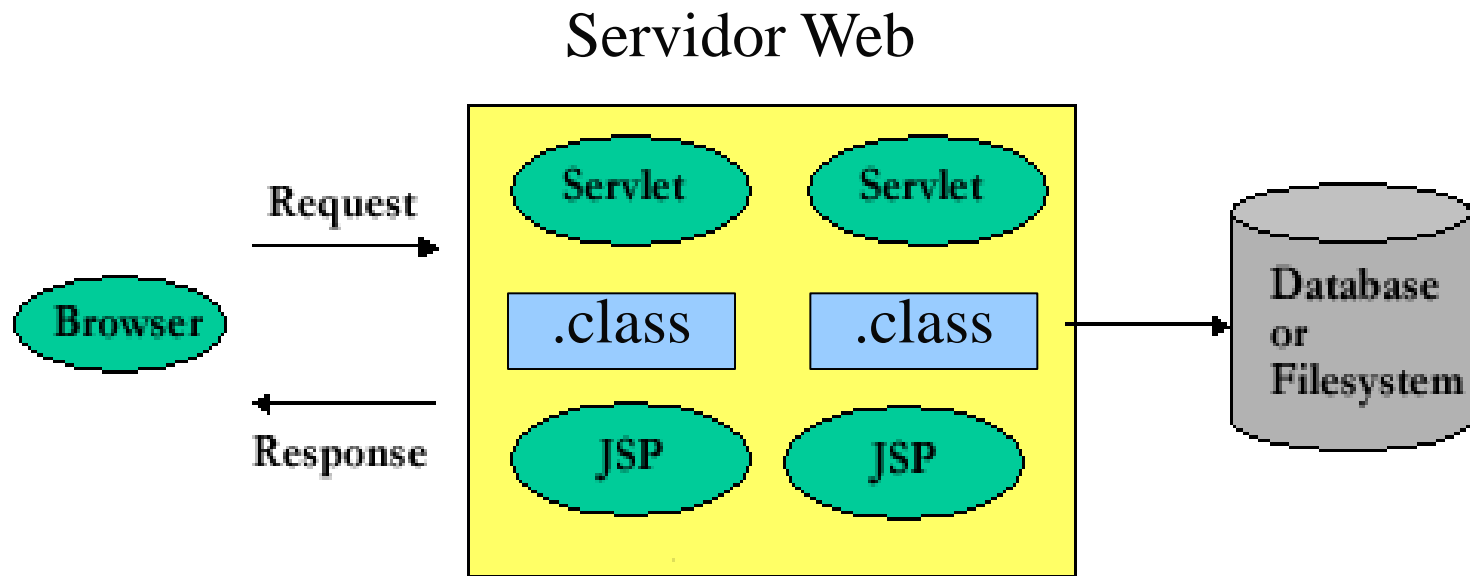 Servidor Web
Request
Browser
Response
Servlet
Servlet
.class
.class
JSP
JSP
Database
or
Filesystem